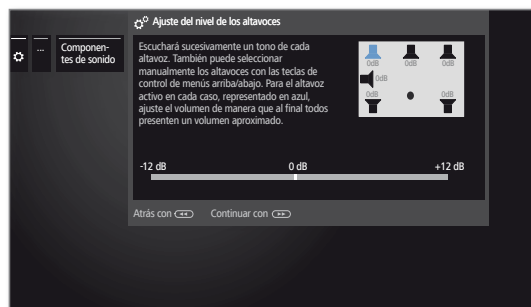 Ajuste del nivel de los altavoces
...
Componen-
tes de sonido
Escuchará sucesivamente un tono de cada
altavoz. También puede seleccionar
manualmente los altavoces con las teclas de
control de menús arriba/abajo. Para el altavoz
activo en cada caso, representado en azul,
ajuste el volumen de manera que al final todos
presenten un volumen aproximado.
0dB 0dB 0dB
0dB
0dB 0dB
-12 dB 0 dB +12 dB
Atrás con Continuar con